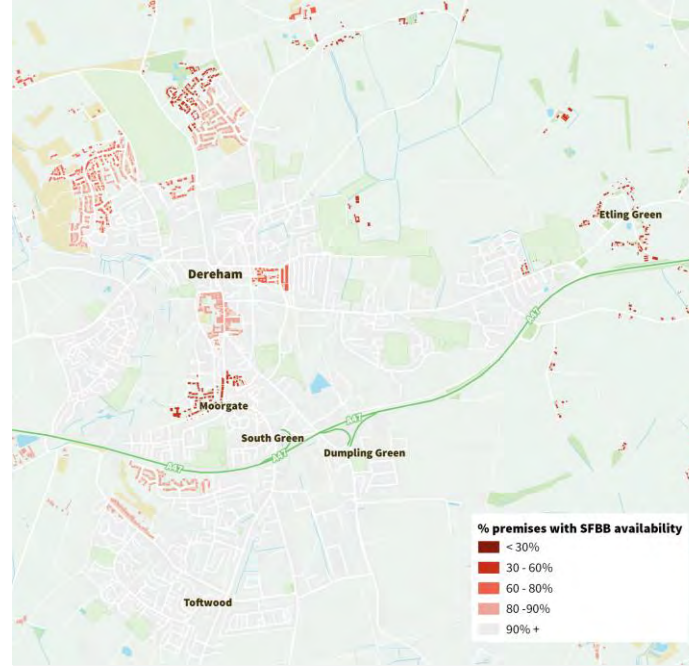 Etling Green
Dereham
A47
Moorgate
South Green
A47
A47
Dumpling Green
A47
Toftwood
% premises with SFBB availability
< 30%
30 - 60%
60 - 80%
80 -90%
90% +